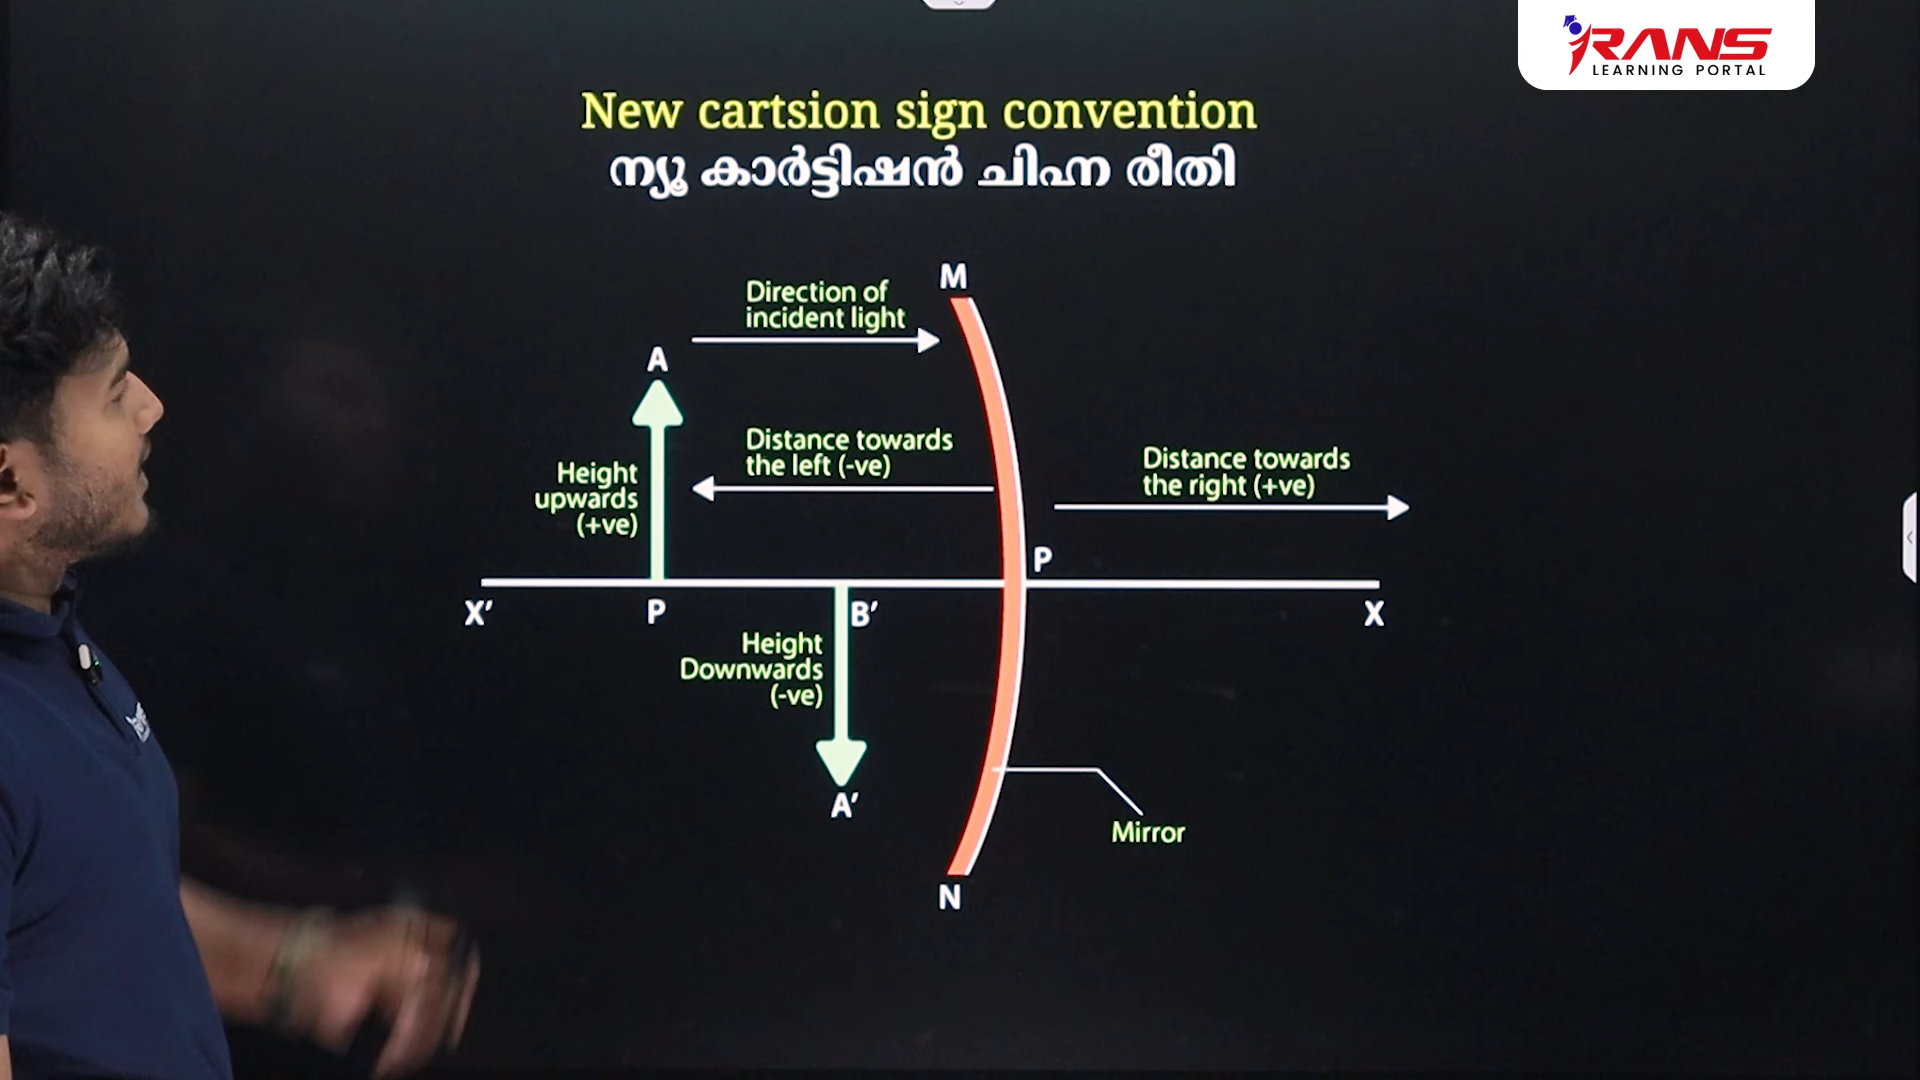 RANS
LEARNING PORTAL
New cartsion sign convention
ന്യൂ കാർട്ടിഷൻ ചിഹ്ന രീതി
M
Direction of
incident light
A
Distance towards
the left (-ve)
Distance towards
the right (+ve)
Height
upwards
(+ve)
P
X′
P
B′
X
Height
Downwards
(-ve)
A′
Mirror
N